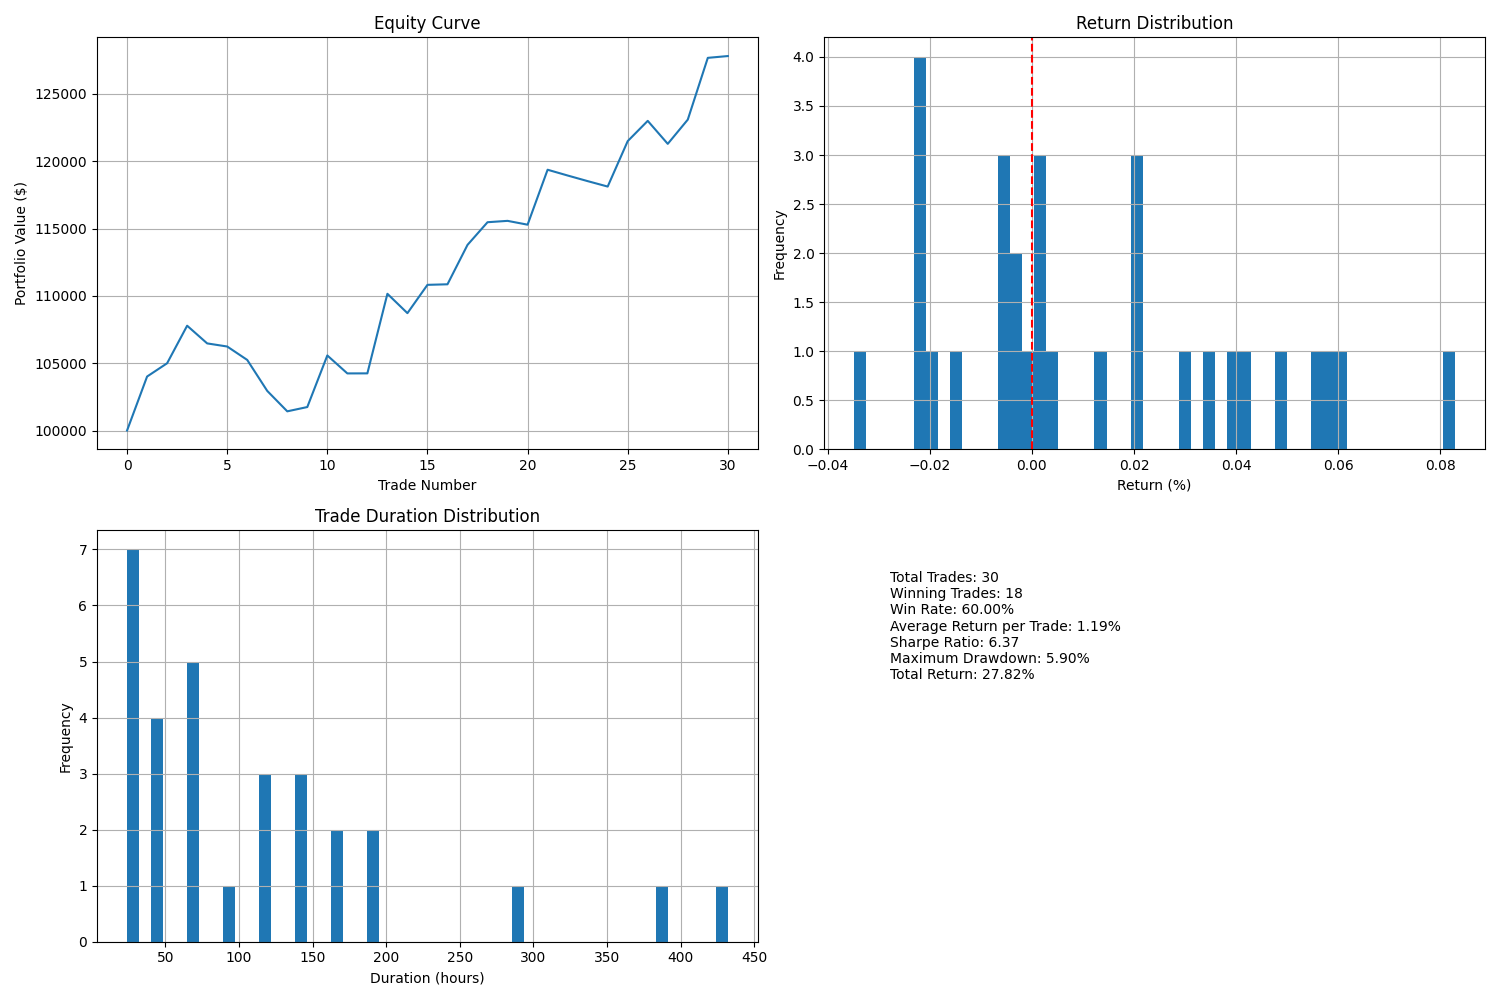 Equity Curve
Portfolio Value ($)
125000
120000
115000
110000
105000
100000
0 5 10 15 20 25 30
Trade Number
Return Distribution
Frequency
4.0
3.5
3.0
2.5
2.0
1.5
1.0
0.5
0.0
−0.04 −0.02 0.00 0.02 0.04 0.06 0.08
Return (%)
Trade Duration Distribution
Frequency
7
6
5
4
3
2
1
0
50 100 150 200 250 300 350 400 450
Duration (hours)
Total Trades: 30
Winning Trades: 18
Win Rate: 60.00%
Average Return per Trade: 1.19%
Sharpe Ratio: 6.37
Maximum Drawdown: 5.90%
Total Return: 27.82%